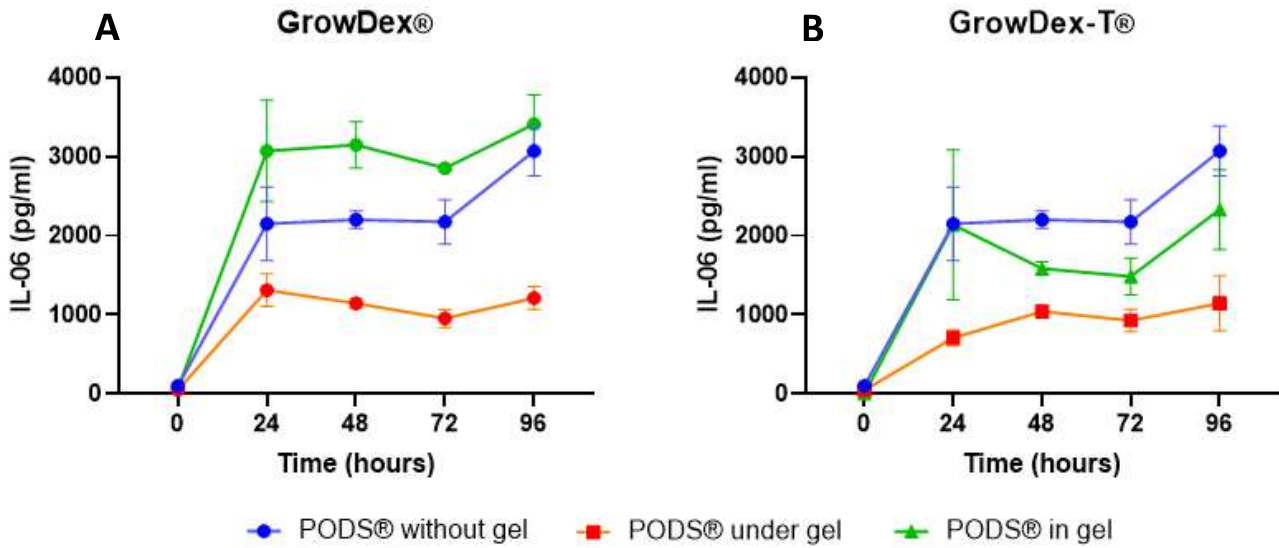 A
GrowDex®
B
GrowDex-T®
IL-06 (pg/ml)
4000
3000
2000
1000
0
0 24 48 72 96
Time (hours)
IL-06 (pg/ml)
4000
3000
2000
1000
0
0 24 48 72 96
Time (hours)
PODS® without gel PODS® under gel PODS® in gel